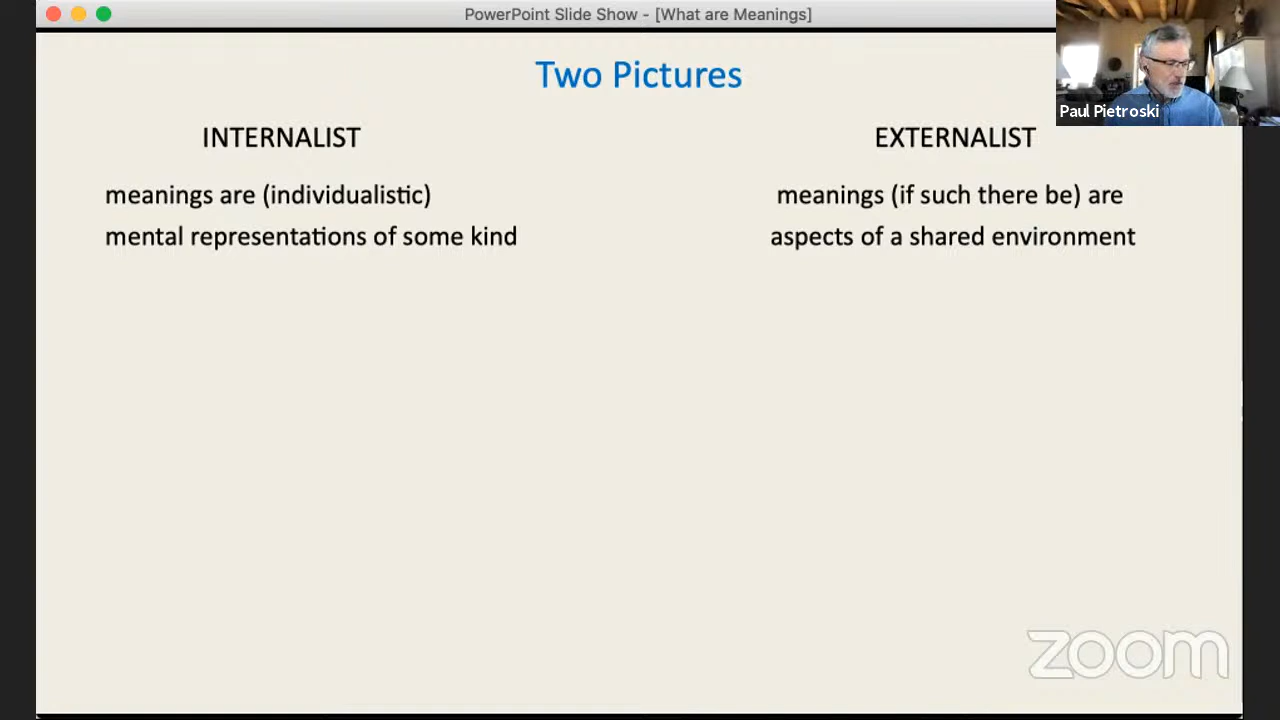 PowerPoint Slide Show - [What are Meanings]
Two Pictures
Paul Pietroski
INTERNALIST
meanings are (individualistic)
mental representations of some kind
EXTERNALIST
meanings (if such there be) are
aspects of a shared environment
zoom